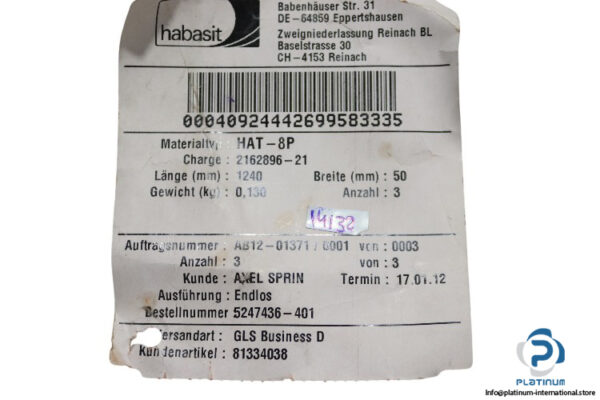 habasit
Babenhäuser Str. 31
DE-64859 Eppertshausen
Zweigniederlassung Reinach BL
Baselstrasse 30
CH-4153 Reinach
00040924442699583335
Materialtyp: HAT-8P
Charge : 2162896-21
Länge (mm) : 1240 Breite (mm) : 50
Gewicht (kg) : 0,130 Anzahl : 3
14132
Auftragsnummer : AB12-01371 / 0001 von : 0003
Anzahl : 3 von : 3
Kunde : AXEL SPRIN Termin : 17.01.12
Ausführung : Endlos
Bestellnummer 5247436-401
Versandart : GLS Business D
Kundenartikel : 81334038
PLATINUM
https://platinum-international.store